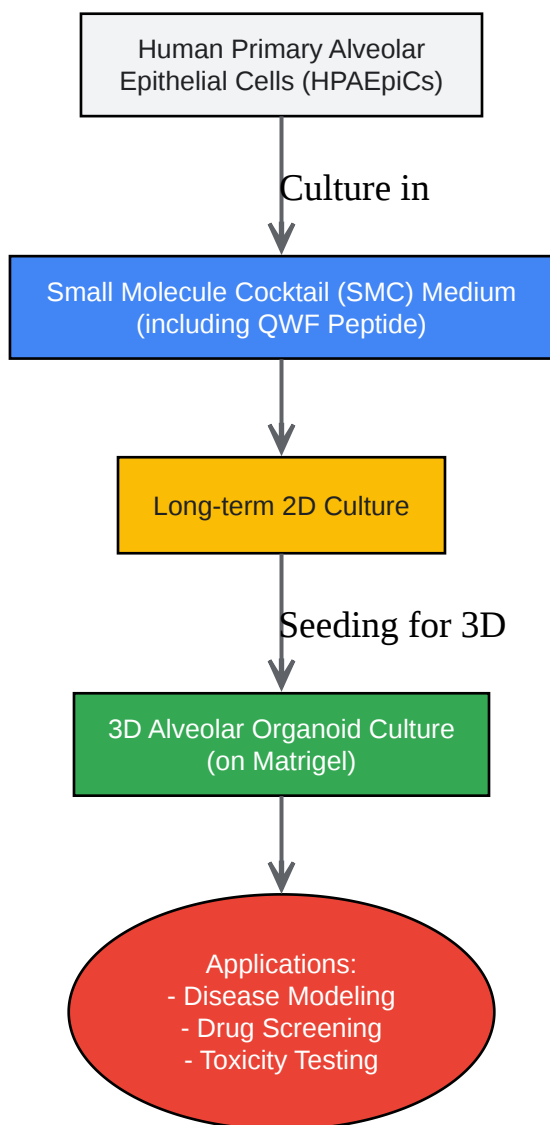 Human Primary Alveolar
Epithelial Cells (HPAEpiCs)
Culture in
Small Molecule Cocktail (SMC) Medium
(including QWF Peptide)
Long-term 2D Culture
Seeding for 3D
3D Alveolar Organoid Culture
(on Matrigel)
Applications:
- Disease Modeling
- Drug Screening
- Toxicity Testing